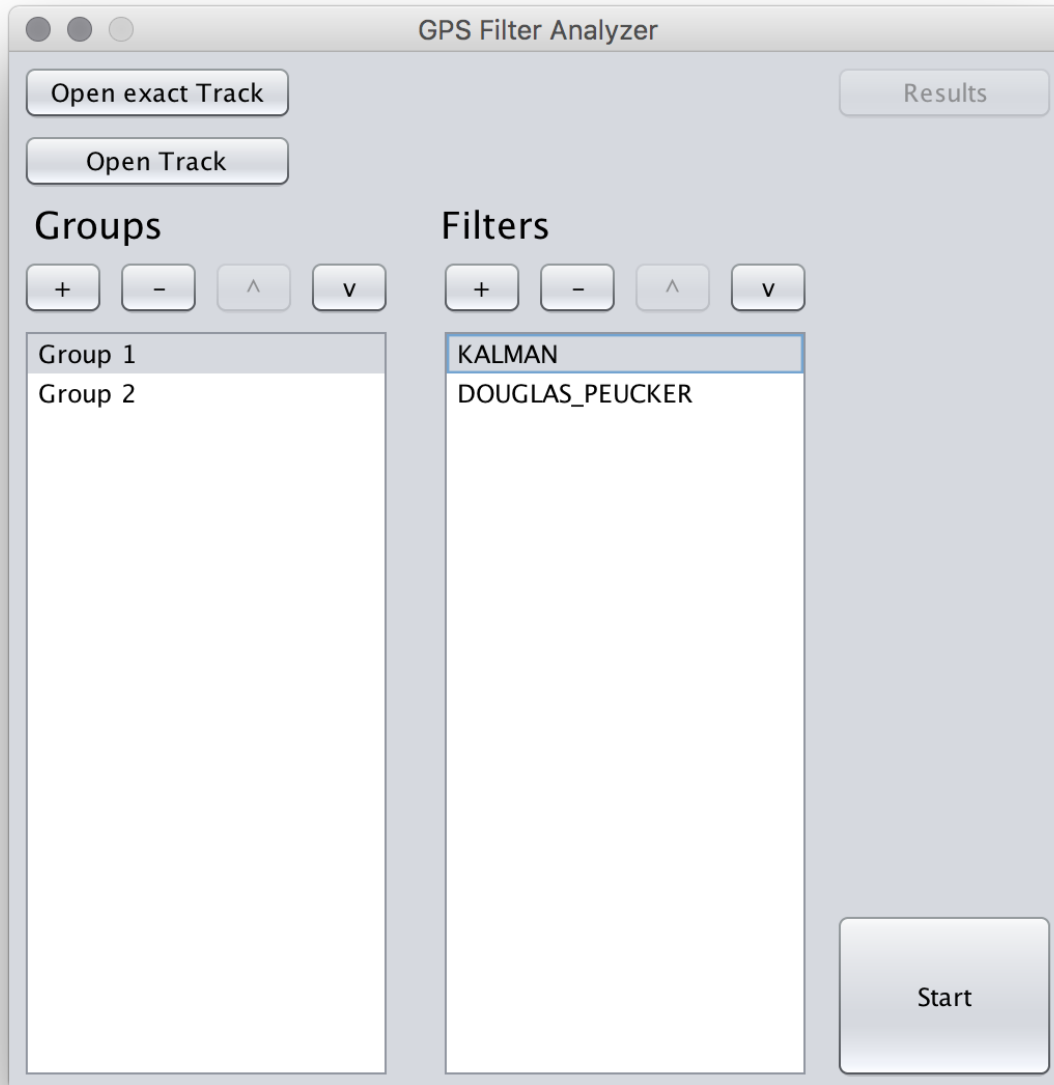 GPS Filter Analyzer
Open exact Track
Results
Open Track
Groups
Filters
+ - ^ v
+ - ^ v
Group 1
Group 2
KALMAN
DOUGLAS_PEUCKER
Start